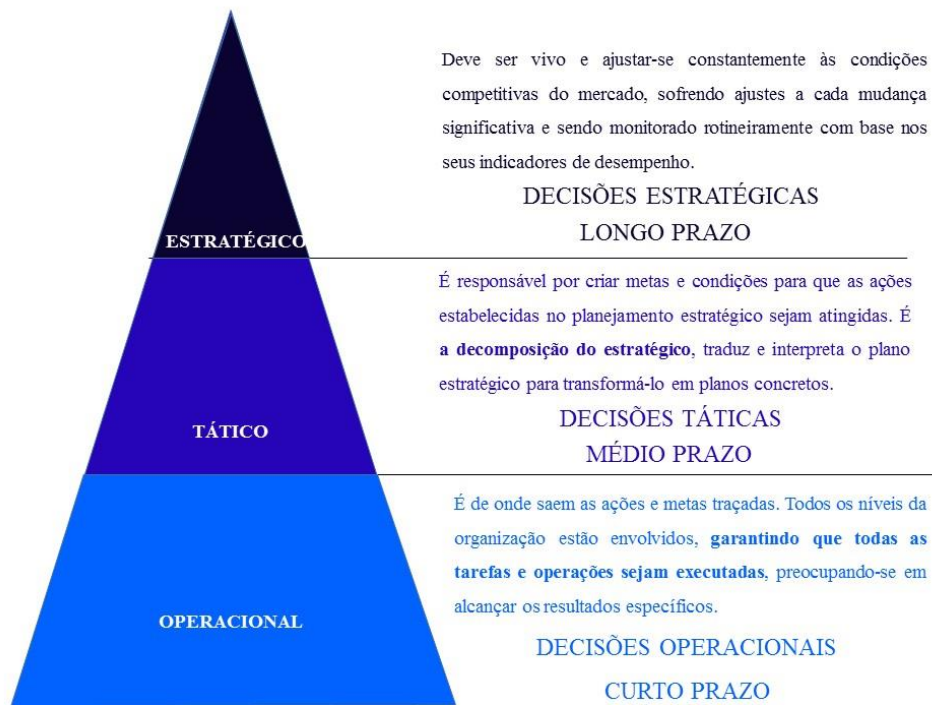 Deve ser vivo e ajustar-se constantemente às condições
competitivas do mercado, sofrendo ajustes a cada mudança
significativa e sendo monitorado rotineiramente com base nos
seus indicadores de desempenho.
DECISÕES ESTRATÉGICAS
LONGO PRAZO
ESTRATÉGICO
É responsável por criar metas e condições para que as ações
estabelecidas no planejamento estratégico sejam atingidas. É
a decomposição do estratégico, traduz e interpreta o plano
estratégico para transformá-lo em planos concretos.
DECISÕES TÁTICAS
MÉDIO PRAZO
TÁTICO
É de onde saem as ações e metas traçadas. Todos os níveis da
organização estão envolvidos, garantindo que todas as
tarefas e operações sejam executadas, preocupando-se em
alcançar os resultados específicos.
OPERACIONAL
DECISÕES OPERACIONAIS
CURTO PRAZO